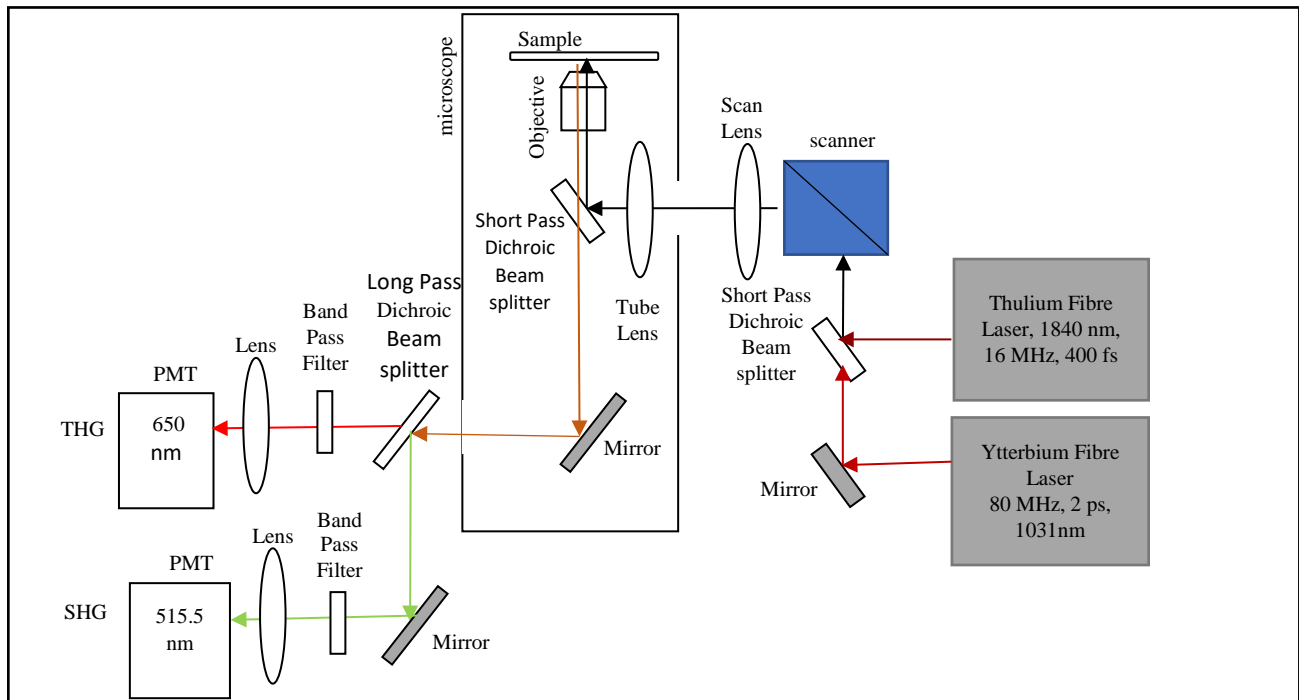 microscope
Sample
Objective
Scan
Lens
scanner
Short Pass
Dichroic
Beam
splitter
Tube
Lens
Short Pass
Dichroic
Beam
splitter
Thulium Fibre
Laser, 1840 nm,
16 MHz, 400 fs
Long Pass
Dichroic
Beam
splitter
Band
Pass
Filter
Lens
PMT
THG
650
nm
Mirror
Mirror
Ytterbium Fibre
Laser
80 MHz, 2 ps,
1031nm
Band
Pass
Filter
Lens
PMT
SHG
515.5
nm
Mirror